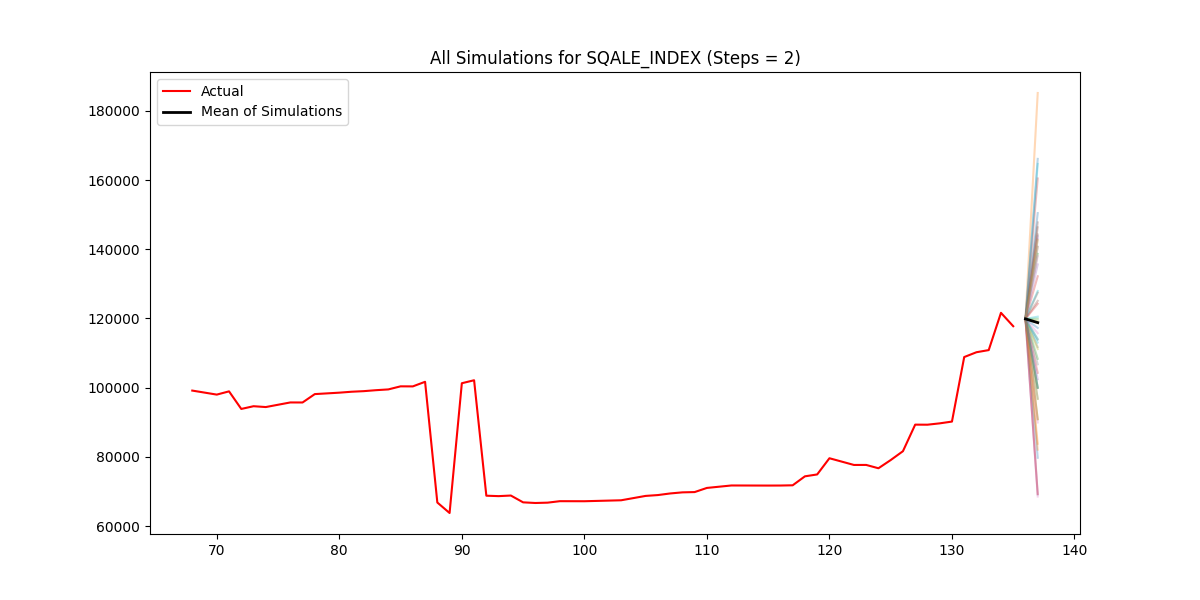 All Simulations for SQALE_INDEX (Steps = 2)
Actual
Mean of Simulations
180000
160000
140000
120000
100000
80000
60000
70 80 90 100 110 120 130 140